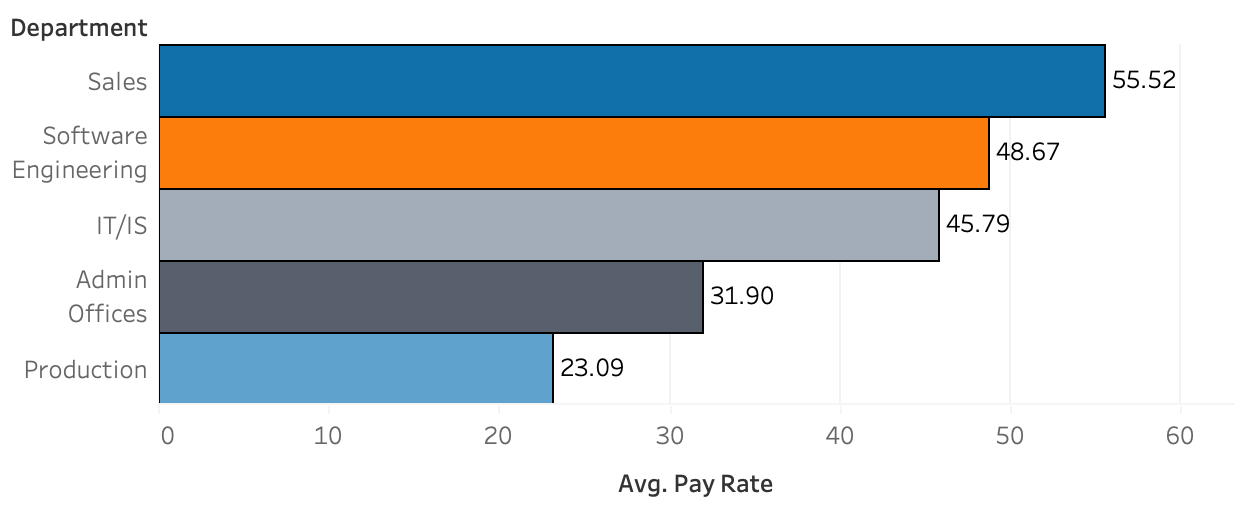 Department
Sales
55.52
Software
Engineering
48.67
IT/IS
45.79
Admin
Offices
31.90
Production
23.09
0 10 20 30 40 50 60
Avg. Pay Rate